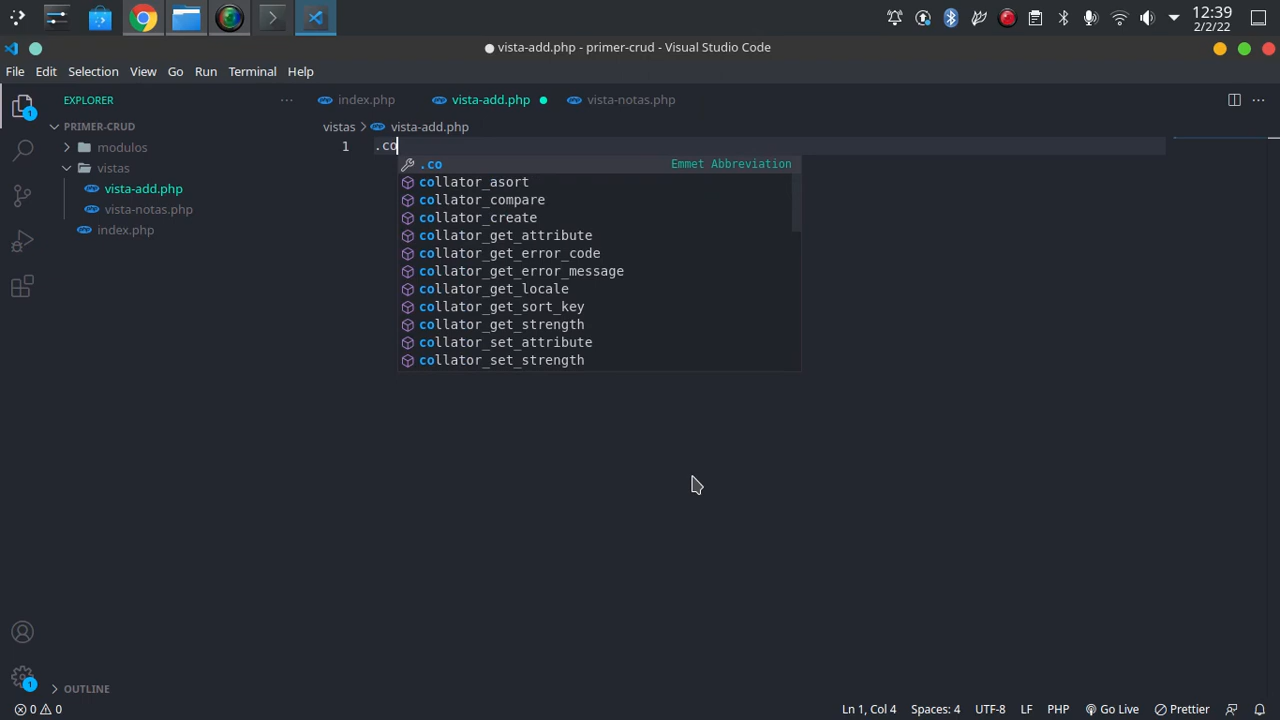 12:39
2/2/22
vista-add.php - primer-crud - Visual Studio Code
File Edit Selection View Go Run Terminal Help
EXPLORER
index.php
vista-add.php
vista-notas.php
PRIMER-CRUD
vistas vista-add.php
modulos
1 .co
vistas
.co Emmet Abbreviation
vista-add.php
collator_asort
vista-notas.php
collator_compare
index.php
collator_create
collator_get_attribute
collator_get_error_code
collator_get_error_message
collator_get_locale
collator_get_sort_key
collator_get_strength
collator_set_attribute
collator_set_strength
1
1
OUTLINE
0 0
Ln 1, Col 4 Spaces: 4 UTF-8 LF PHP Go Live Prettier